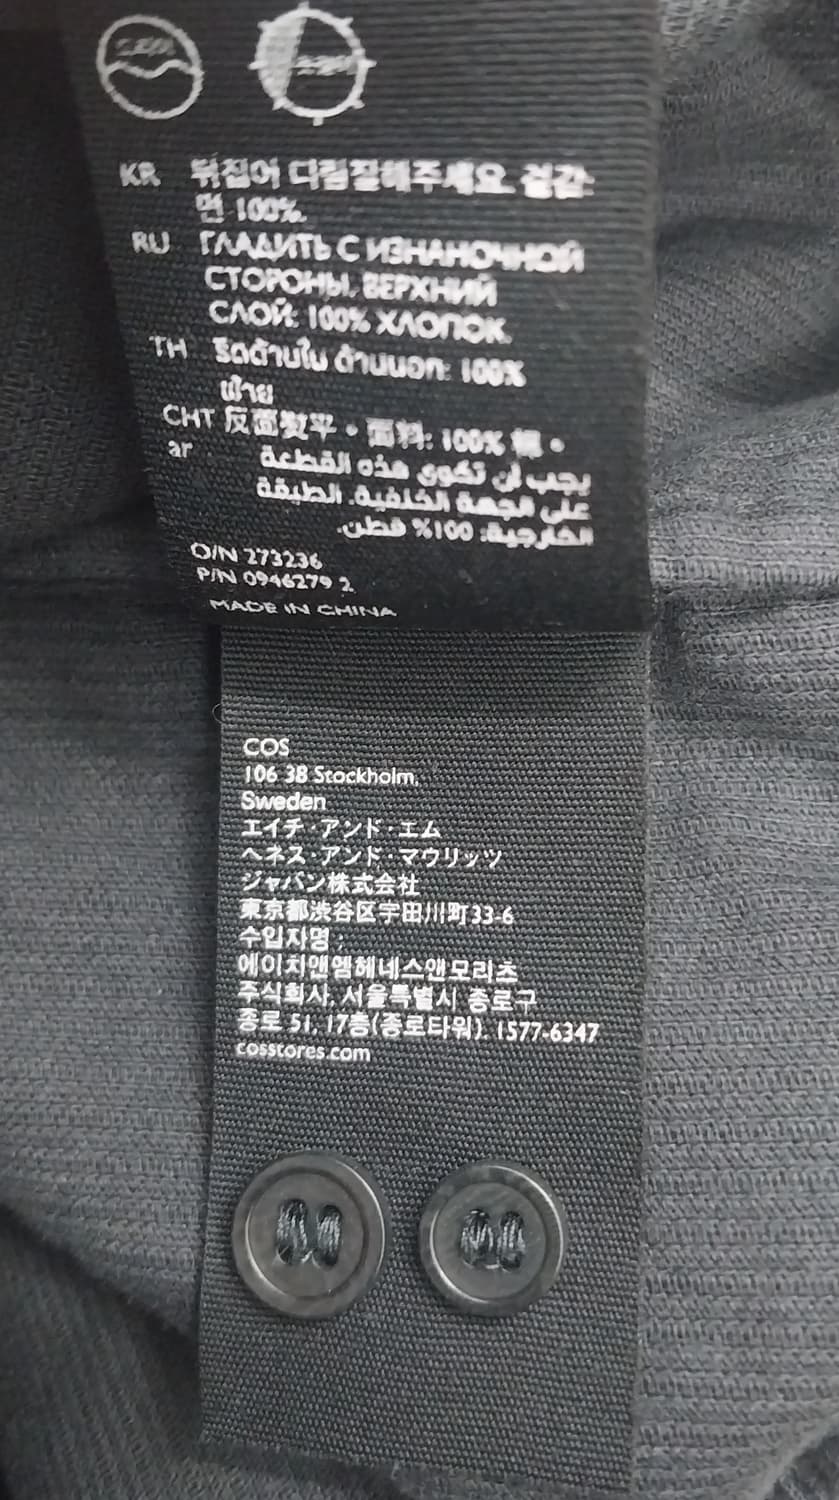 KR 뒤집어 다림질해주세요. 겉감:
면 100%.
RU ГЛАДИТЬ С ИЗНАНОЧНОЙ
СТОРОНЫ. ВЕРХНИЙ
СЛОЙ: 100% ХЛОПОК.
TH รีดด้านใน ด้านนอก: 100%
ฝ้าย
CHT 反面熨平。面料: 100% 棉。
ar يجب أن تكوى هذه القطعة
على الجهة الخلفية. الطبقة
الخارجية: 100% قطن.
O/N 273236
P/N 0946279 2
MADE IN CHINA
COS
106 38 Stockholm,
Sweden
エイチ・アンド・エム
ヘネス・アンド・マウリッツ
ジャパン株式会社
東京都渋谷区宇田川町33-6
수입자명 :
에이치앤엠헤네스앤모리츠
주식회사, 서울특별시 종로구
종로 51, 17층(종로타워). 1577-6347
cosstores.com